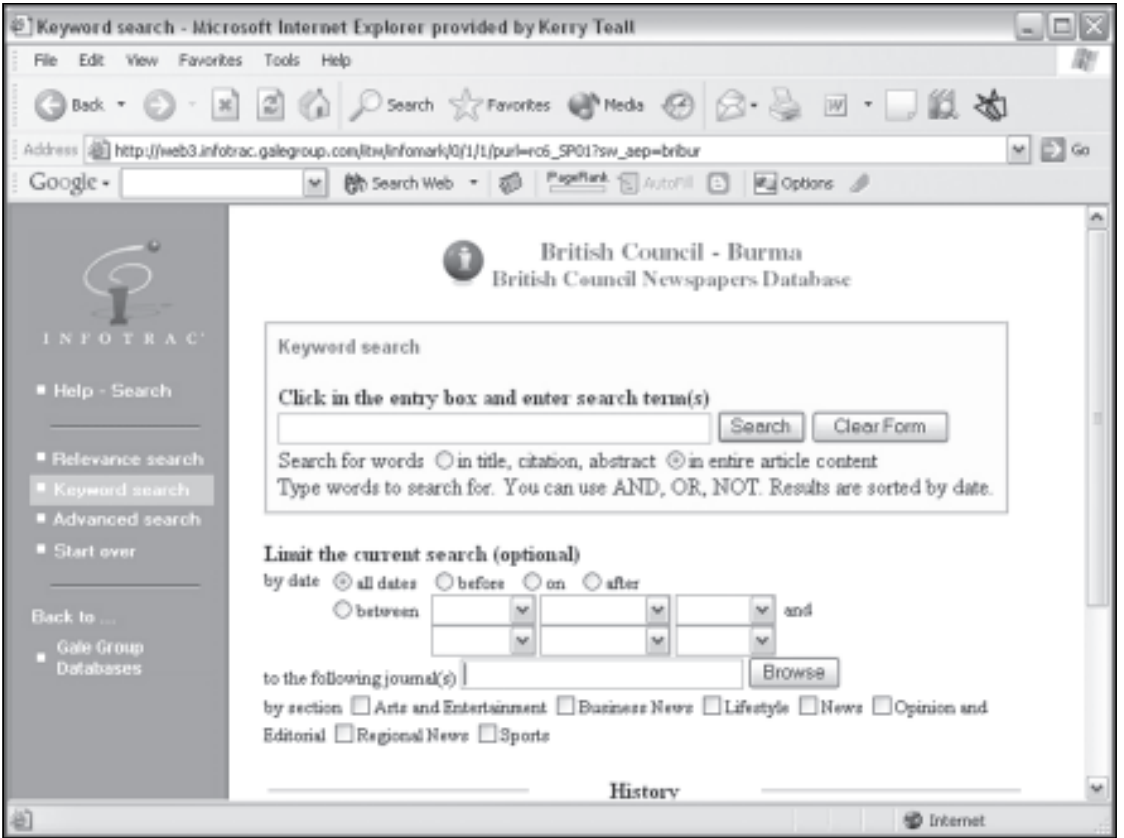 Keyword search - Microsoft Internet Explorer provided by Kerry Teall
File Edit View Favorites Tools Help
Back Search Favorites Media
Address http://web3.infotrac.galegroup.com/itw/infomark/0/1/1/purl=rc6_SP01?sw_aep=bribur Go
Google Search Web PageRank AutoFill Options
British Council - Burma
British Council Newspapers Database
INFOTRAC
Help - Search
Relevance search
Keyword search
Advanced search
Start over
Back to ...
Gale Group
Databases
Keyword search
Click in the entry box and enter search term(s)
Search Clear Form
Search for words in title, citation, abstract in entire article content
Type words to search for. You can use AND, OR, NOT. Results are sorted by date.
Limit the current search (optional)
by date all dates before on after
between and
to the following journal(s) Browse
by section Arts and Entertainment Business News Lifestyle News Opinion and
Editorial Regional News Sports
History
Internet